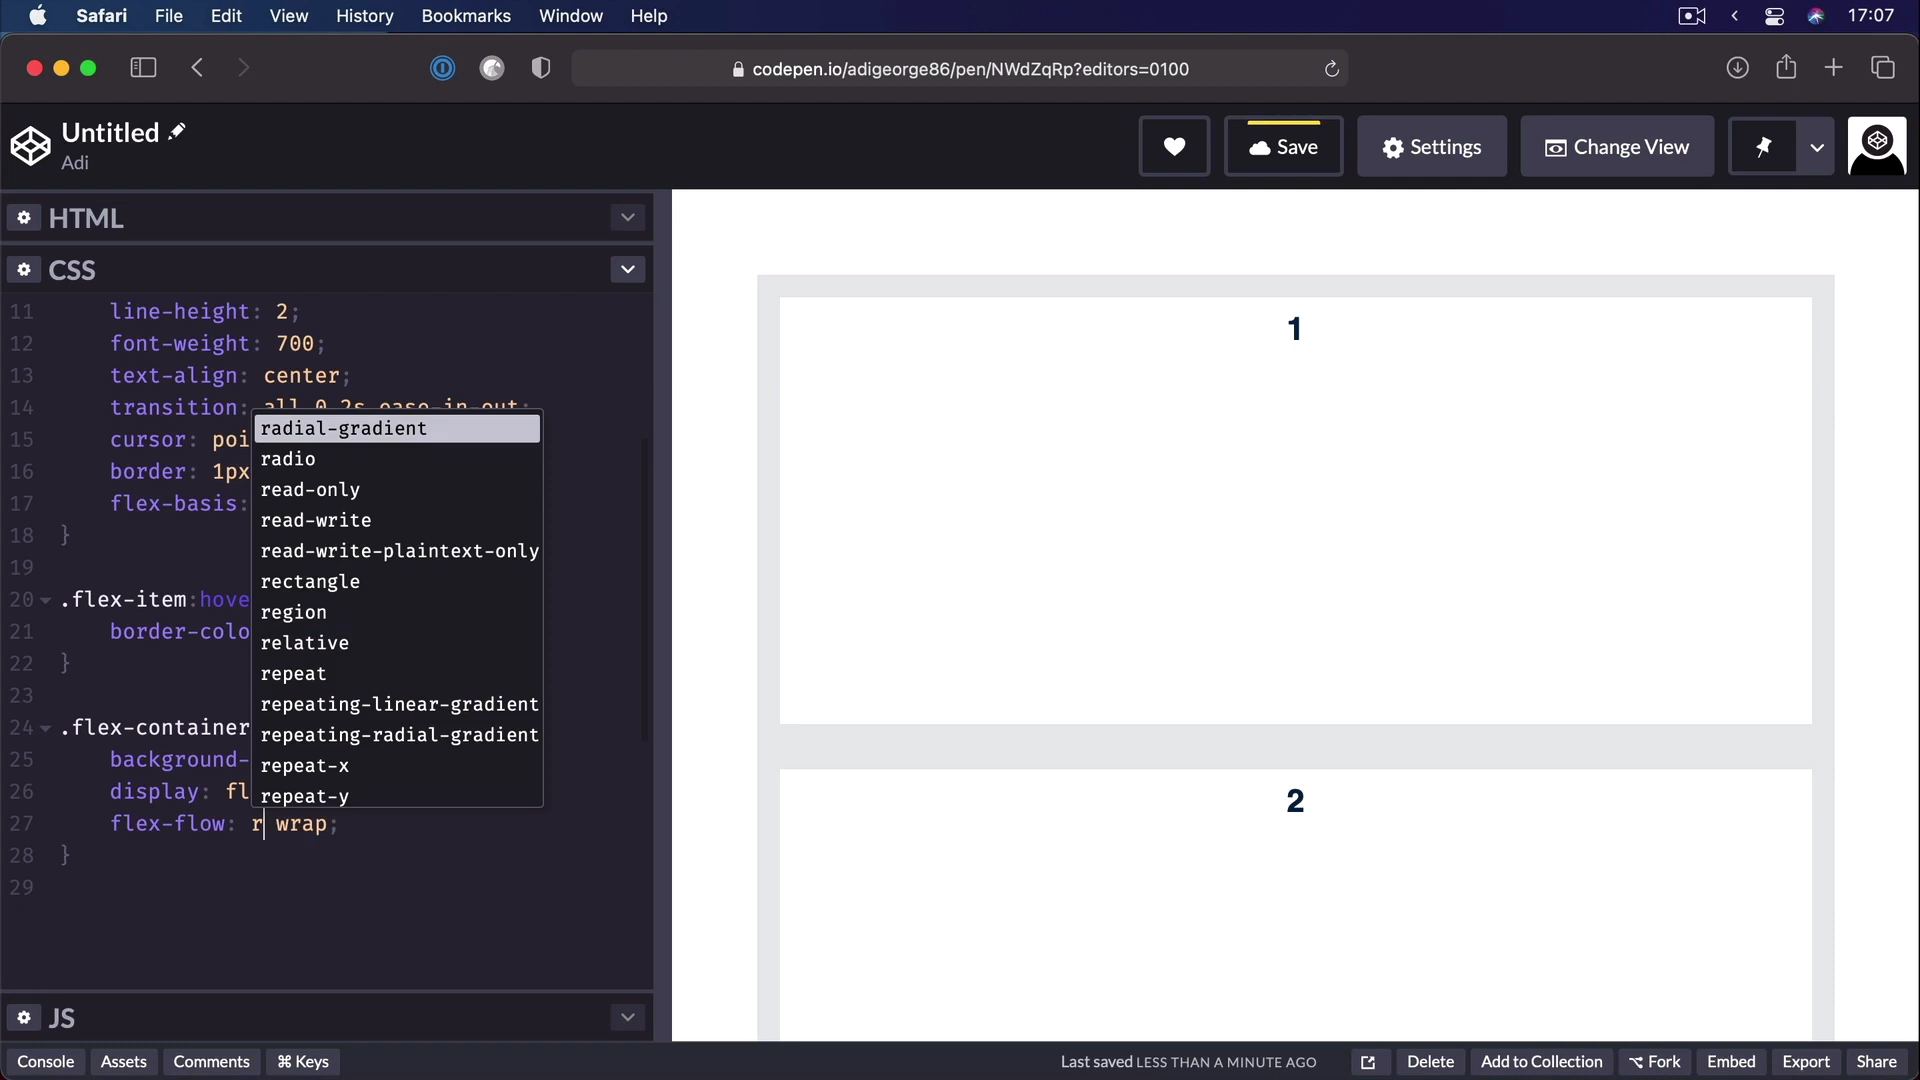 Safari File Edit View History Bookmarks Window Help 17:07
codepen.io/adigeorge86/pen/NWdZqRp?editors=0100
Untitled
Adi
Save Settings Change View
HTML
CSS
11 line-height: 2;
12 font-weight: 700;
13 text-align: center;
14 transition: all 0.2s ease-in-out;
15 cursor: poi
16 border: 1px
17 flex-basis:
18 }
19
20 .flex-item:hove
21 border-colo
22 }
23
24 .flex-container
25 background-
26 display: fl
27 flex-flow: r wrap;
28 }
29
radial-gradient
radio
read-only
read-write
read-write-plaintext-only
rectangle
region
relative
repeat
repeating-linear-gradient
repeating-radial-gradient
repeat-x
repeat-y
JS
1
2
Console Assets Comments ⌘ Keys Last saved LESS THAN A MINUTE AGO Delete Add to Collection Fork Embed Export Share